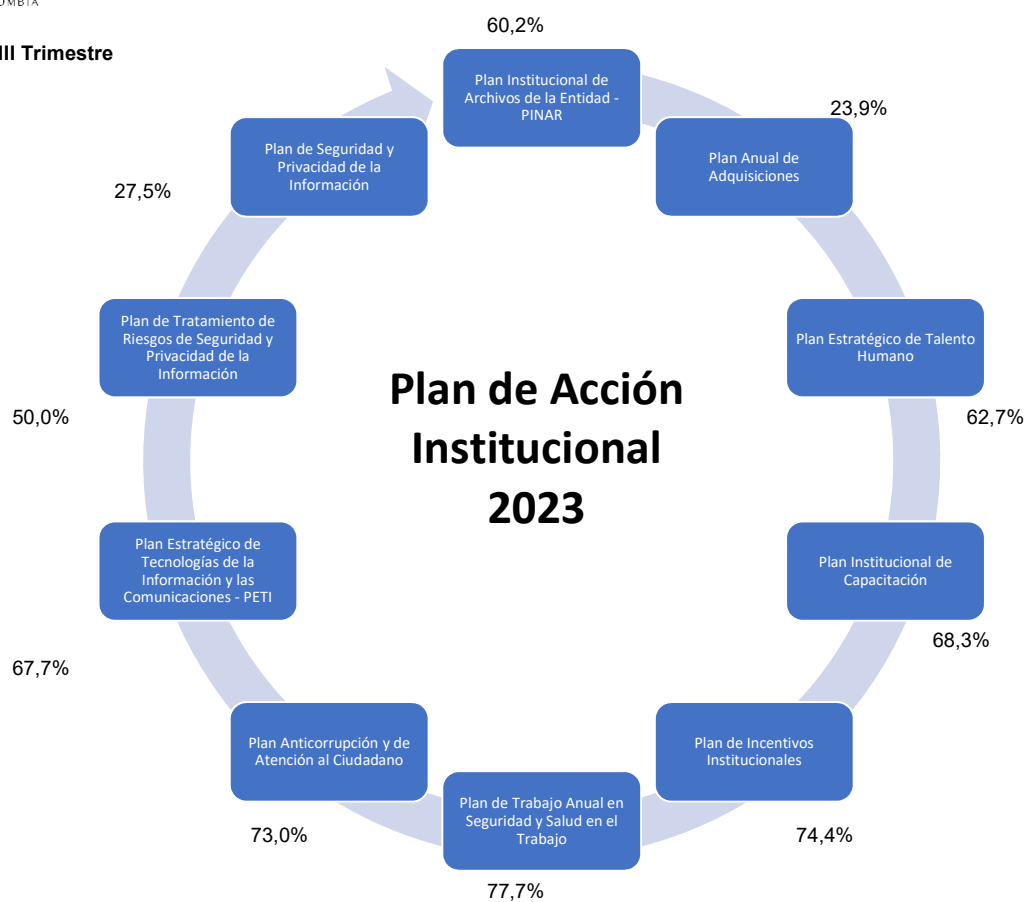 OMBIA
III Trimestre
60,2%
Plan Institucional de
Archivos de la Entidad -
PINAR
23,9%
Plan Anual de
Adquisiciones
Plan Estratégico de Talento
Humano
62,7%
Plan Institucional de
Capacitación
68,3%
Plan de Incentivos
Institucionales
74,4%
Plan de Trabajo Anual en
Seguridad y Salud en el
Trabajo
77,7%
Plan Anticorrupción y de
Atención al Ciudadano
73,0%
Plan Estratégico de
Tecnologías de la
Información y las
Comunicaciones - PETI
67,7%
Plan de Tratamiento de
Riesgos de Seguridad y
Privacidad de la
Información
50,0%
Plan de Seguridad y
Privacidad de la
Información
27,5%
Plan de Acción
Institucional
2023